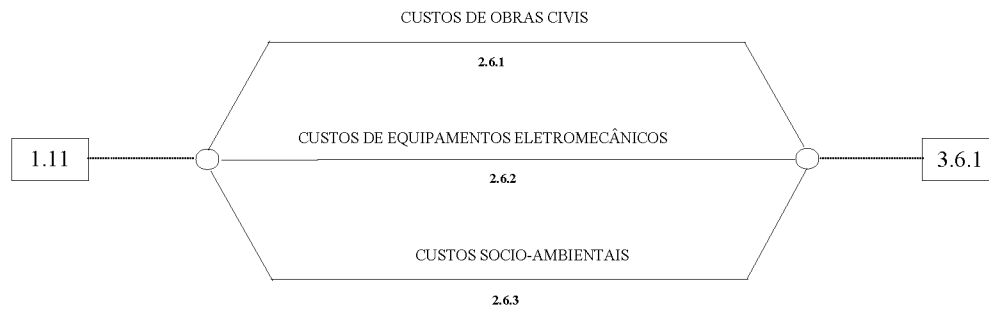 CUSTOS DE OBRAS CIVIS
2.6.1
CUSTOS DE EQUIPAMENTOS ELETROMECÂNICOS
1.11
3.6.1
2.6.2
CUSTOS SOCIO-AMBIENTAIS
2.6.3